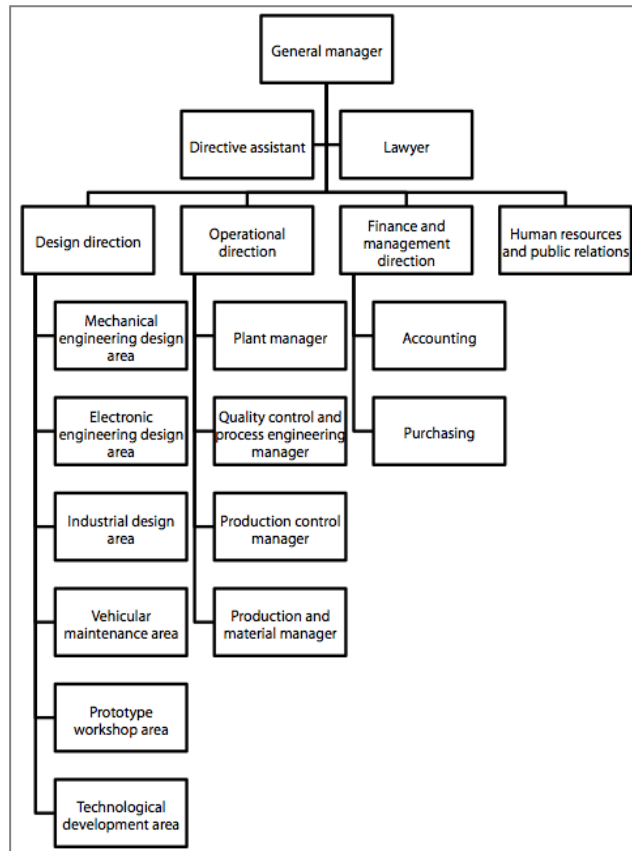 General manager
Directive assistant
Lawyer
Design direction
Operational
direction
Finance and
management
direction
Human resources
and public relations
Mechanical
engineering design
area
Plant manager
Accounting
Electronic
engineering design
area
Quality control and
process engineering
manager
Purchasing
Industrial design
area
Production control
manager
Vehicular
maintenance area
Production and
material manager
Prototype
workshop area
Technological
development area